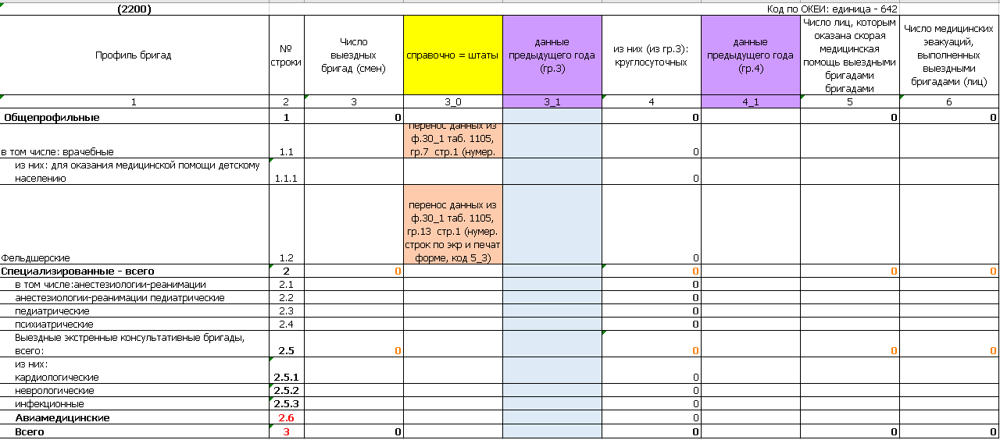 (2200)
Код по ОКЕИ: единица - 642
Профиль бригад
№
строки
Число
выездных
бригад (смен)
справочно = штаты
данные
предыдущего года
(гр.3)
из них (из гр.3):
круглосуточных
данные
предыдущего года
(гр.4)
Число лиц, которым
оказана скорая
медицинская
помощь выездными
бригадами
бригадами
Число медицинских
эвакуаций,
выполненных
выездными
бригадами (лиц)
1 2 3 3_0 3_1 4 4_1 5 6
Общепрофильные 1 0 0 0 0
перенос данных из
ф.30_1 таб. 1105,
гр.7 стр.1 (нумер.
в том числе: врачебные 1.1 0
из них: для оказания медицинской помощи детскому
населению 1.1.1 0
перенос данных из
ф.30_1 таб. 1105,
гр.13 стр.1 (нумер.
строк по экр и печат
форме, код 5_3)
Фельдшерские 1.2 0
Специализированные - всего 2 0 0 0 0
в том числе:анестезиологии-реанимации 2.1 0
анестезиологии-реанимации педиатрические 2.2 0
педиатрические 2.3 0
психиатрические 2.4 0
Выездные экстренные консультативные бригады,
всего: 2.5 0 0 0 0
из них:
кардиологические 2.5.1 0
неврологические 2.5.2 0
инфекционные 2.5.3 0
Авиамедицинские 2.6 0
Всего 3 0 0 0 0